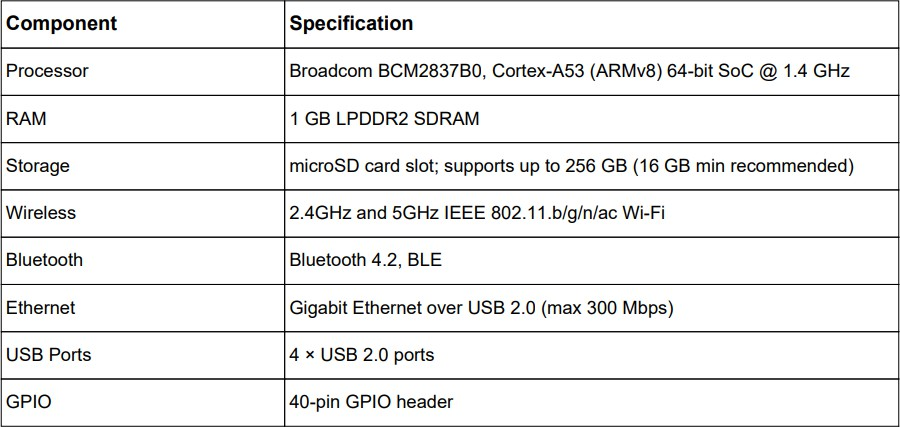 Component Specification
Processor Broadcom BCM2837B0, Cortex-A53 (ARMv8) 64-bit SoC @ 1.4 GHz
RAM 1 GB LPDDR2 SDRAM
Storage microSD card slot; supports up to 256 GB (16 GB min recommended)
Wireless 2.4GHz and 5GHz IEEE 802.11.b/g/n/ac Wi-Fi
Bluetooth Bluetooth 4.2, BLE
Ethernet Gigabit Ethernet over USB 2.0 (max 300 Mbps)
USB Ports 4 × USB 2.0 ports
GPIO 40-pin GPIO header